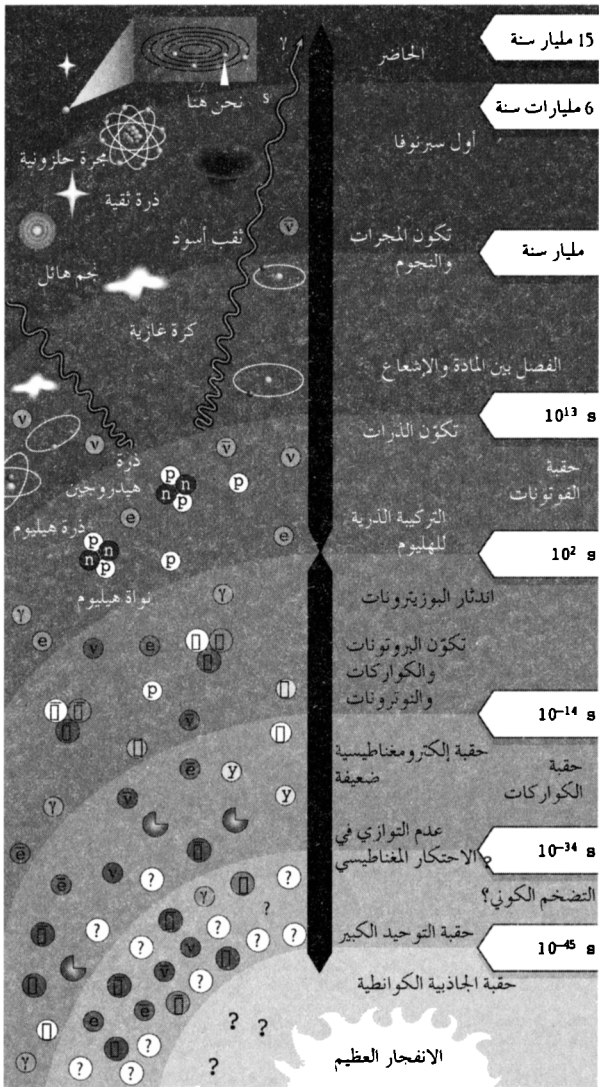 15 مليار سنة
الحاضر
γ
نحن هنا
s
6 مليارات سنة
أول سبرنوفا
مجرة حلزونية
ذرة ثقية
ثقب أسود
ν̄
تكون المجرات
والنجوم
مليار سنة
نجم هائل
كرة غازية
الفصل بين المادة والإشعاع
10¹³ s
تكوّن الذرات
ν
ν
ν̄
ν
حقبة
الفوتونات
ذرة
هيدروجين
p
n n
p
p
e
ذرة هيليوم
التركيبة الذرية
للهليوم
e
p
n n
p
p
10² s
نواة هيليوم
γ
γ
اندثار البوزيترونات
e
ν
e
تكوّن البروتونات
والكواركات
والنوترونات
p
ν
10⁻¹⁴ s
حقبة إلكترومغناطيسية
ضعيفة
حقبة
الكواركات
e̅
y
y
γ
ν̄
عدم التوازي في
الاحتكار المغناطيسي
10⁻³⁴ s
e̅
e̅
ν
?
γ
?
?
التضخم الكوني؟
?
?
?
?
حقبة التوحيد الكبير
10⁻⁴⁵ s
ν
ν̄
?
حقبة الجاذبية الكوانطية
e
e̅
?
? ?
?
γ
?
?
?
الانفجار العظيم